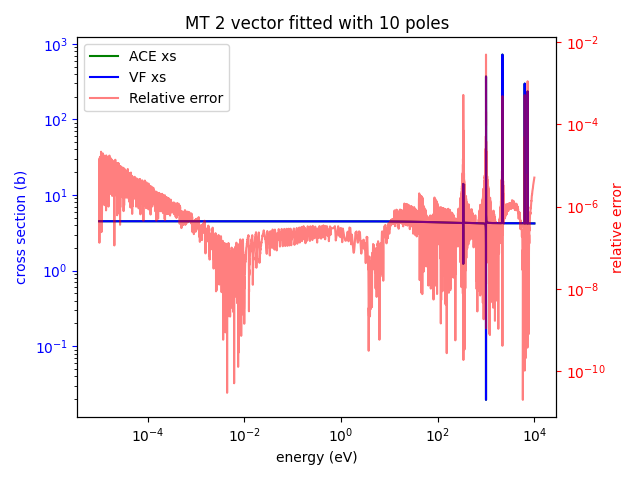 MT 2 vector fitted with 10 poles
ACE xs
VF xs
Relative error
cross section (b)
10³
10²
10¹
10⁰
10⁻¹
10⁻²
10⁻⁴
10⁻⁶
10⁻⁸
10⁻¹⁰
relative error
10⁻⁴ 10⁻² 10⁰ 10² 10⁴
energy (eV)